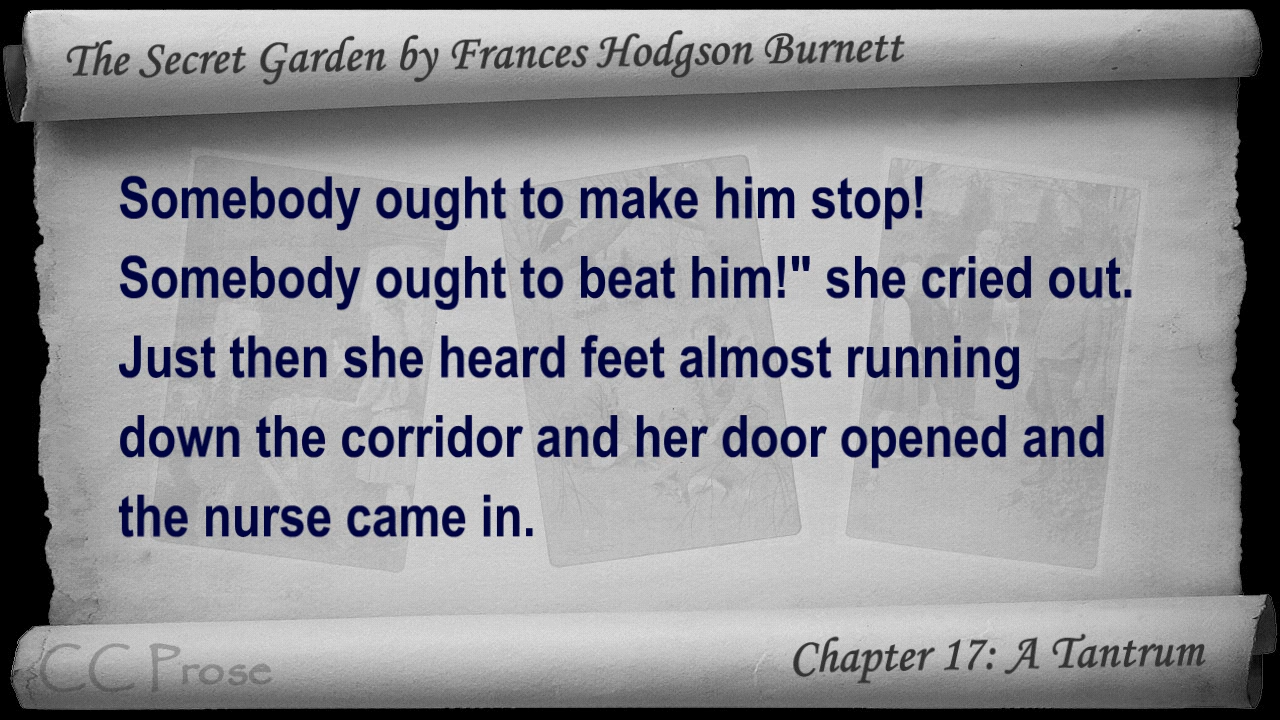 The Secret Garden by Frances Hodgson Burnett
Somebody ought to make him stop!
Somebody ought to beat him!" she cried out.
Just then she heard feet almost running
down the corridor and her door opened and
the nurse came in.
CC Prose
Chapter 17: A Tantrum